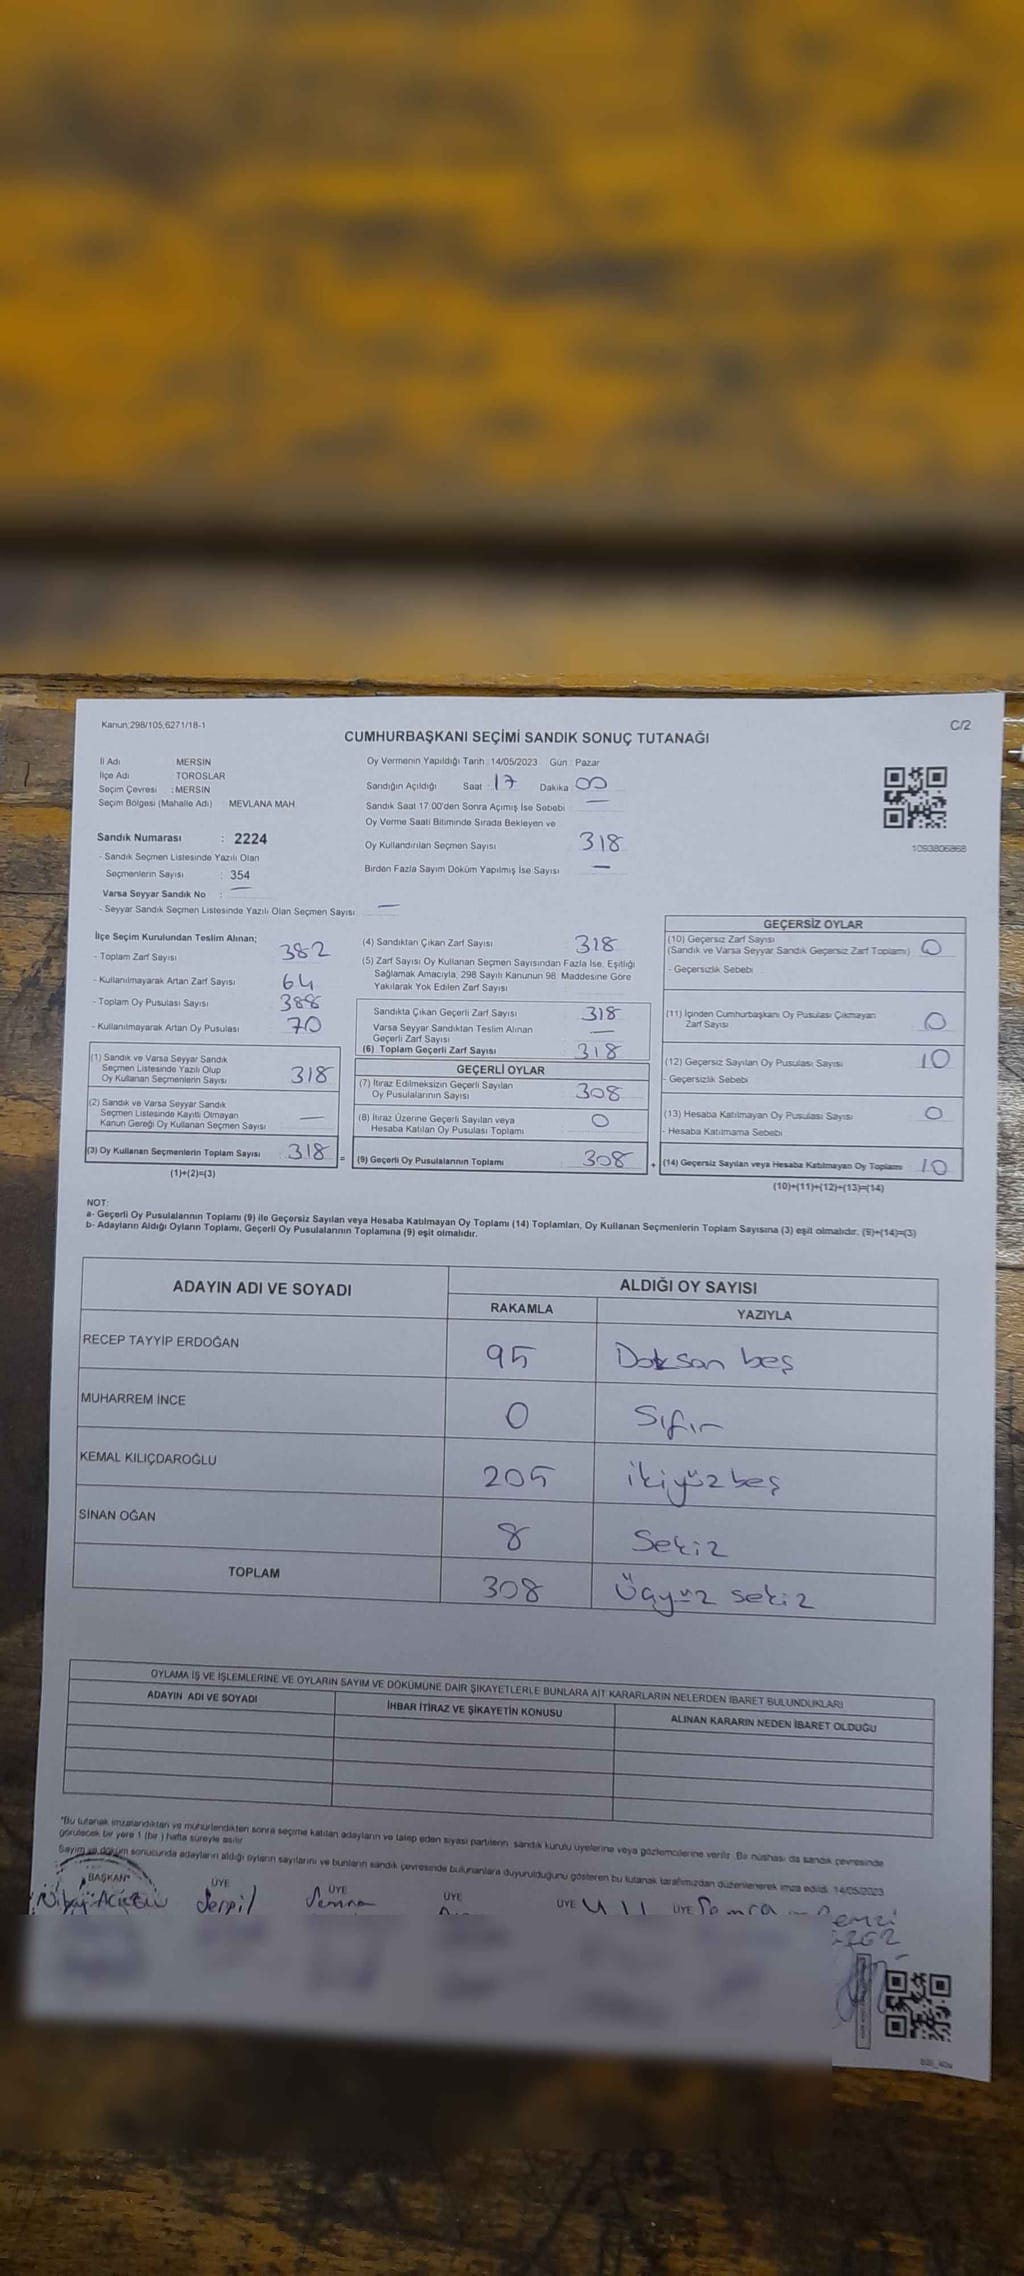 Kanun;298/105,6271/18-1
C/2
CUMHURBAŞKANI SEÇİMİ SANDIK SONUÇ TUTANAĞI
İl Adı : MERSİN
İlçe Adı : TOROSLAR
Seçim Çevresi : MERSİN
Seçim Bölgesi (Mahalle Adı) : MEVLANA MAH
Sandık Numarası : 2224
- Sandık Seçmen Listesinde Yazılı Olan
Seçmenlerin Sayısı : 354
Varsa Seyyar Sandık No : —
- Seyyar Sandık Seçmen Listesinde Yazılı Olan Seçmen Sayısı —
Oy Vermenin Yapıldığı Tarih : 14/05/2023 Gün : Pazar
Sandığın Açıldığı Saat : 17 Dakika : 00
Sandık Saat 17:00'den Sonra Açımış İse Sebebi —
Oy Verme Saati Bitiminde Sırada Bekleyen ve
Oy Kullandırılan Seçmen Sayısı 318
Birden Fazla Sayım Döküm Yapılmış İse Sayısı —
1093806868
İlçe Seçim Kurulundan Teslim Alınan;
- Toplam Zarf Sayısı 382
- Kullanılmayarak Artan Zarf Sayısı 64
- Toplam Oy Pusulası Sayısı 388
- Kullanılmayarak Artan Oy Pusulası 70
(1) Sandık ve Varsa Seyyar Sandık
Seçmen Listesinde Yazılı Olup
Oy Kullanan Seçmenlerin Sayısı 318
(2) Sandık ve Varsa Seyyar Sandık
Seçmen Listesinde Kayıtlı Olmayan
Kanun Gereği Oy Kullanan Seçmen Sayısı —
(3) Oy Kullanan Seçmenlerin Toplam Sayısı : 318 =
(1)+(2)=(3)
(4) Sandıktan Çıkan Zarf Sayısı 318
(5) Zarf Sayısı Oy Kullanan Seçmen Sayısından Fazla İse, Eşitliği
Sağlamak Amacıyla, 298 Sayılı Kanunun 98. Maddesine Göre
Yakılarak Yok Edilen Zarf Sayısı
Sandıkta Çıkan Geçerli Zarf Sayısı 318
Varsa Seyyar Sandıktan Teslim Alınan
Geçerli Zarf Sayısı —
(6) Toplam Geçerli Zarf Sayısı 318
GEÇERLİ OYLAR
(7) İtiraz Edilmeksizin Geçerli Sayılan
Oy Pusulalarının Sayısı 308
(8) İtiraz Üzerine Geçerli Sayılan veya
Hesaba Katılan Oy Pusulası Toplamı 0
(9) Geçerli Oy Pusulalarının Toplamı 308 +
GEÇERSİZ OYLAR
(10) Geçersiz Zarf Sayısı
(Sandık ve Varsa Seyyar Sandık Geçersiz Zarf Toplamı) 0
- Geçersizlik Sebebi
(11) İçinden Cumhurbaşkanı Oy Pusulası Çıkmayan
Zarf Sayısı 0
(12) Geçersiz Sayılan Oy Pusulası Sayısı 10
- Geçersizlik Sebebi
(13) Hesaba Katılmayan Oy Pusulası Sayısı 0
- Hesaba Katılmama Sebebi
(14) Geçersiz Sayılan veya Hesaba Katılmayan Oy Toplamı 10
(10)+(11)+(12)+(13)=(14)
NOT:
a- Geçerli Oy Pusulalarının Toplamı (9) ile Geçersiz Sayılan veya Hesaba Katılmayan Oy Toplamı (14) Toplamları, Oy Kullanan Seçmenlerin Toplam Sayısına (3) eşit olmalıdır. (9)+(14)=(3)
b- Adayların Aldığı Oyların Toplamı, Geçerli Oy Pusulalarının Toplamına (9) eşit olmalıdır.
ADAYIN ADI VE SOYADI ALDIĞI OY SAYISI
RAKAMLA YAZIYLA
RECEP TAYYİP ERDOĞAN 95 Doksan beş
MUHARREM İNCE 0 Sıfır
KEMAL KILIÇDAROĞLU 205 ikiyüzbeş
SİNAN OĞAN 8 Sekiz
TOPLAM 308 Üçyüz sekiz
OYLAMA İŞ VE İŞLEMLERİNE VE OYLARIN SAYIM VE DÖKÜMÜNE DAİR ŞİKAYETLERLE BUNLARA AİT KARARLARIN NELERDEN İBARET BULUNDUKLARI
ADAYIN ADI VE SOYADI İHBAR İTİRAZ VE ŞİKAYETİN KONUSU ALINAN KARARIN NEDEN İBARET OLDUĞU
*Bu tutanak imzalandıktan ve mühürlendikten sonra seçime katılan adayların ve talep eden siyasi partilerin, sandık kurulu üyelerine veya gözlemcilerine verilir. Bir nüshası da sandık çevresinde
görülecek bir yere 1 (bir ) hafta süreyle asılır
Sayım ve döküm sonucunda adayların aldığı oyların sayılarını ve bunların sandık çevresinde bulunanlara duyurulduğunu gösteren bu tutanak tarafımızdan düzenlenerek imza edildi. 14/05/2023
BAŞKAN ÜYE ÜYE ÜYE ÜYE ÜYE
Serpil